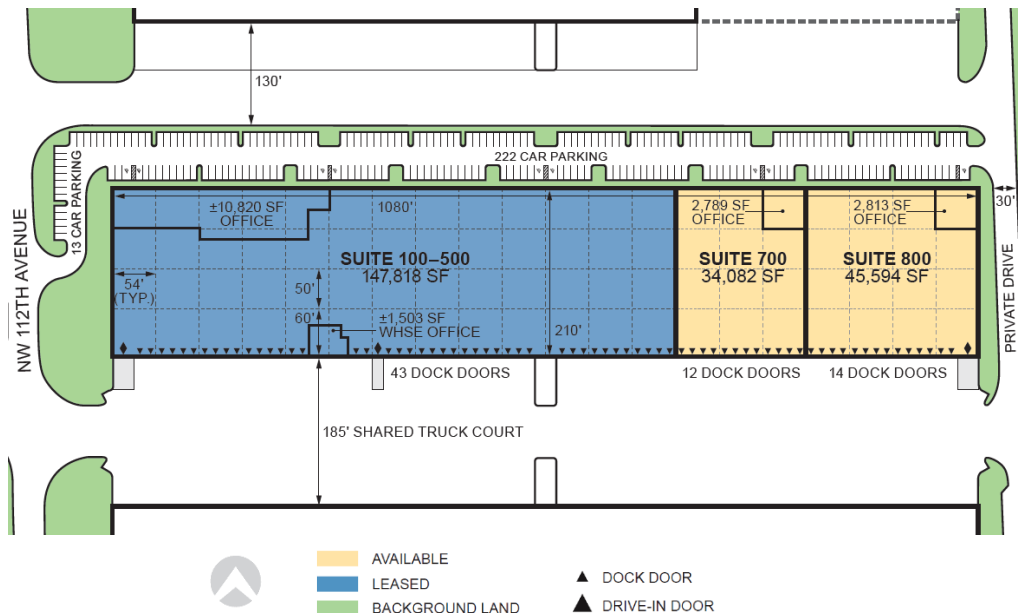 130'
222 CAR PARKING
13 CAR PARKING
NW 112TH AVENUE
±10,820 SF
OFFICE
1080'
2,789 SF
OFFICE
2,813 SF
OFFICE
30'
PRIVATE DRIVE
SUITE 100–500
147,818 SF
SUITE 700
34,082 SF
SUITE 800
45,594 SF
54'
(TYP.)
50'
60'
±1,503 SF
WHSE OFFICE
210'
43 DOCK DOORS
12 DOCK DOORS
14 DOCK DOORS
185' SHARED TRUCK COURT
AVAILABLE
LEASED
BACKGROUND LAND
DOCK DOOR
DRIVE-IN DOOR